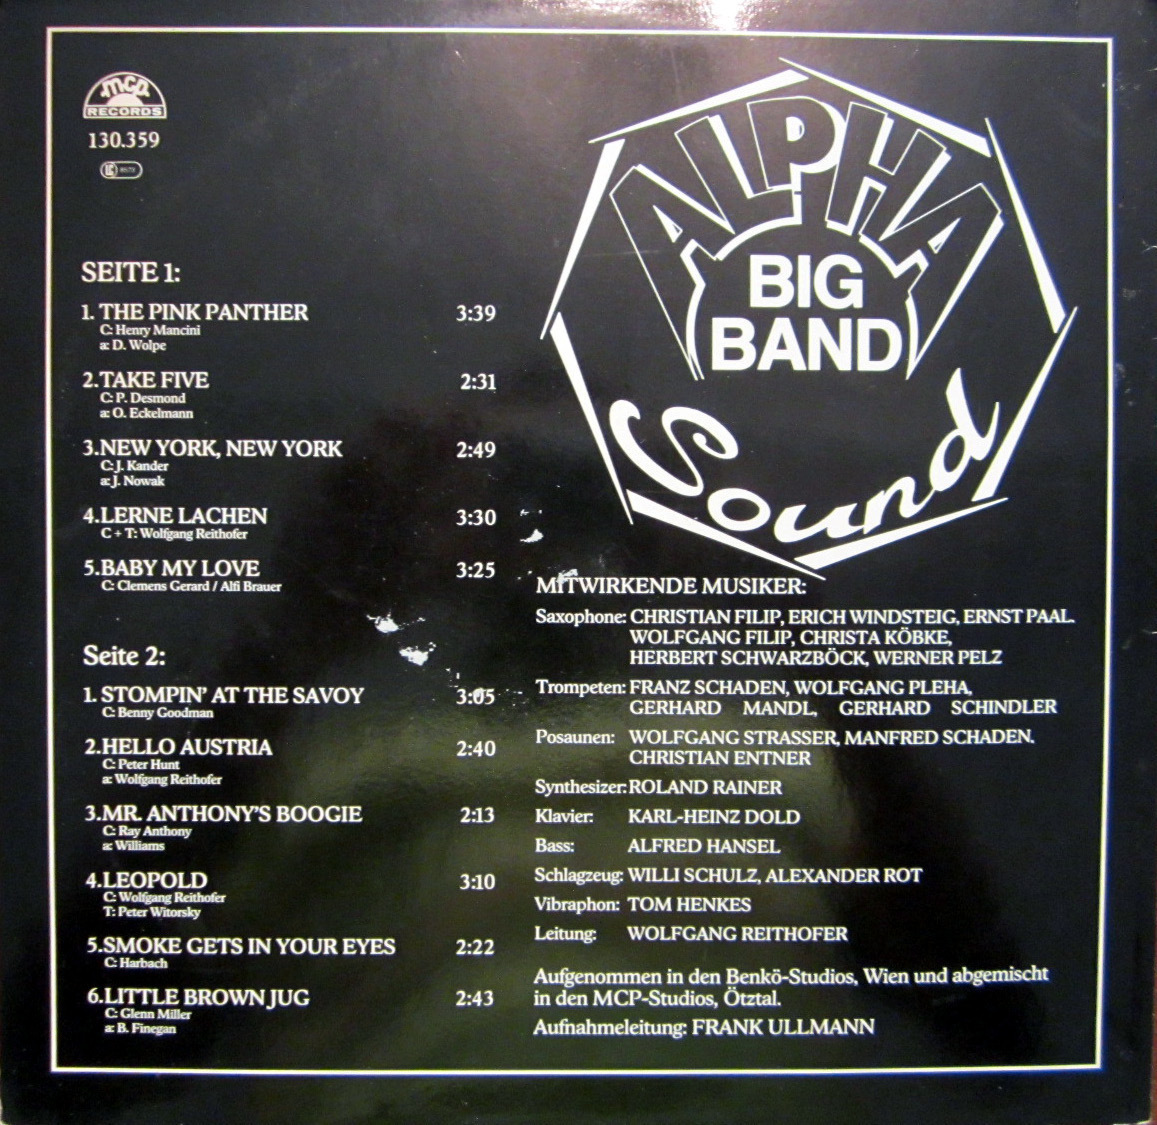 mcp
RECORDS
130.359
LC
SEITE 1:
1. THE PINK PANTHER 3:39
C: Henry Mancini
a: D. Wolpe
2.TAKE FIVE 2:31
C: P. Desmond
a: O. Eckelmann
3.NEW YORK, NEW YORK 2:49
C: J. Kander
a: J. Nowak
4.LERNE LACHEN 3:30
C + T: Wolfgang Reithofer
5.BABY MY LOVE 3:25
C: Clemens Gerard / Alfi Brauer
Seite 2:
1. STOMPIN' AT THE SAVOY 3:05
C: Benny Goodman
2.HELLO AUSTRIA 2:40
C: Peter Hunt
a: Wolfgang Reithofer
3.MR. ANTHONY'S BOOGIE 2:13
C: Ray Anthony
a: Williams
4.LEOPOLD 3:10
C: Wolfgang Reithofer
T: Peter Witorsky
5.SMOKE GETS IN YOUR EYES 2:22
C: Harbach
6.LITTLE BROWN JUG 2:43
C: Glenn Miller
a: B. Finegan
ALPHA
BIG
BAND
Sound
MITWIRKENDE MUSIKER:
Saxophone: CHRISTIAN FILIP, ERICH WINDSTEIG, ERNST PAAL.
WOLFGANG FILIP, CHRISTA KÖBKE,
HERBERT SCHWARZBÖCK, WERNER PELZ
Trompeten: FRANZ SCHADEN, WOLFGANG PLEHA,
GERHARD MANDL, GERHARD SCHINDLER
Posaunen: WOLFGANG STRASSER, MANFRED SCHADEN.
CHRISTIAN ENTNER
Synthesizer: ROLAND RAINER
Klavier: KARL-HEINZ DOLD
Bass: ALFRED HANSEL
Schlagzeug: WILLI SCHULZ, ALEXANDER ROT
Vibraphon: TOM HENKES
Leitung: WOLFGANG REITHOFER
Aufgenommen in den Benkö-Studios, Wien und abgemischt
in den MCP-Studios, Ötztal.
Aufnahmeleitung: FRANK ULLMANN